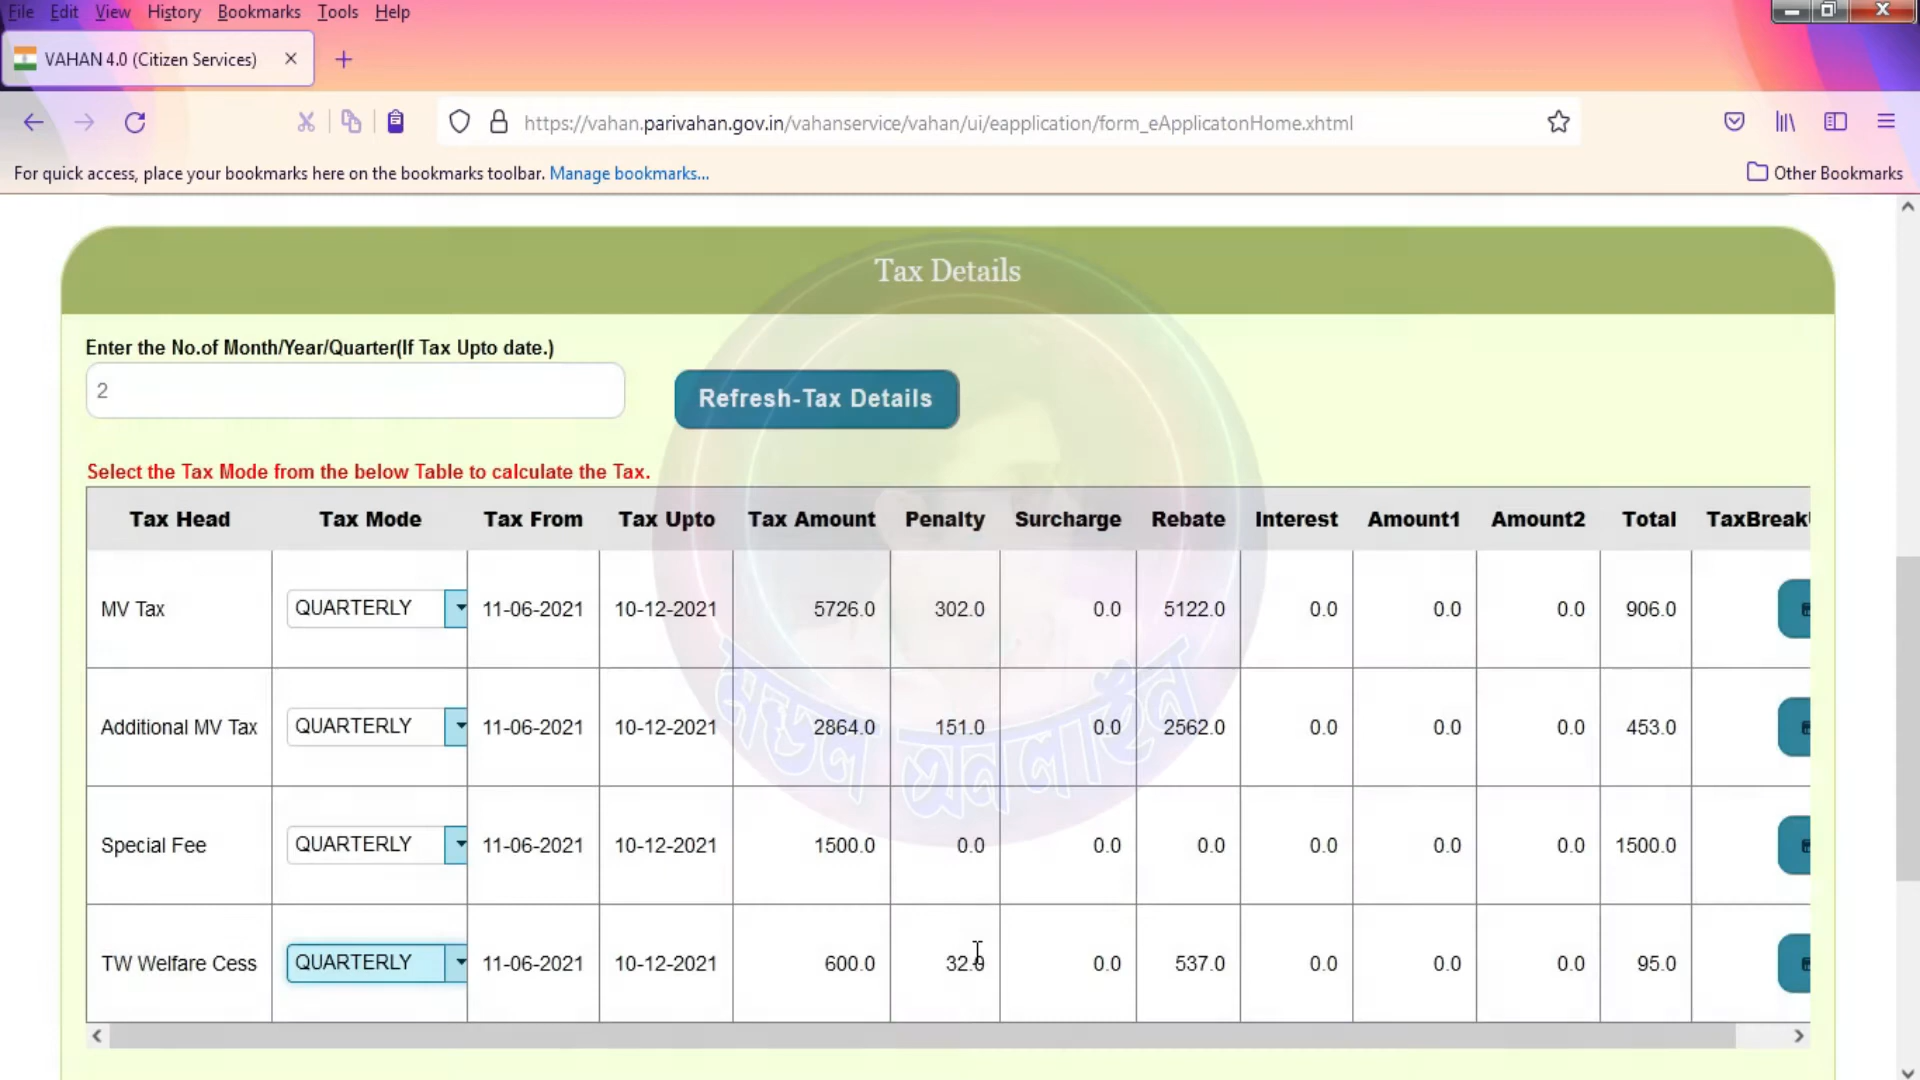 File Edit View History Bookmarks Tools Help
VAHAN 4.0 (Citizen Services)
https://vahan.parivahan.gov.in/vahanservice/vahan/ui/eapplication/form_eApplicatonHome.xhtml
For quick access, place your bookmarks here on the bookmarks toolbar. Manage bookmarks... Other Bookmarks
Tax Details
Enter the No.of Month/Year/Quarter(If Tax Upto date.)
2
Refresh-Tax Details
Select the Tax Mode from the below Table to calculate the Tax.
Tax Head Tax Mode Tax From Tax Upto Tax Amount Penalty Surcharge Rebate Interest Amount1 Amount2 Total TaxBreak
MV Tax QUARTERLY 11-06-2021 10-12-2021 5726.0 302.0 0.0 5122.0 0.0 0.0 0.0 906.0
Additional MV Tax QUARTERLY 11-06-2021 10-12-2021 2864.0 151.0 0.0 2562.0 0.0 0.0 0.0 453.0
Special Fee QUARTERLY 11-06-2021 10-12-2021 1500.0 0.0 0.0 0.0 0.0 0.0 0.0 1500.0
TW Welfare Cess QUARTERLY 11-06-2021 10-12-2021 600.0 32.0 0.0 537.0 0.0 0.0 0.0 95.0
মন্ডল অনলাইন